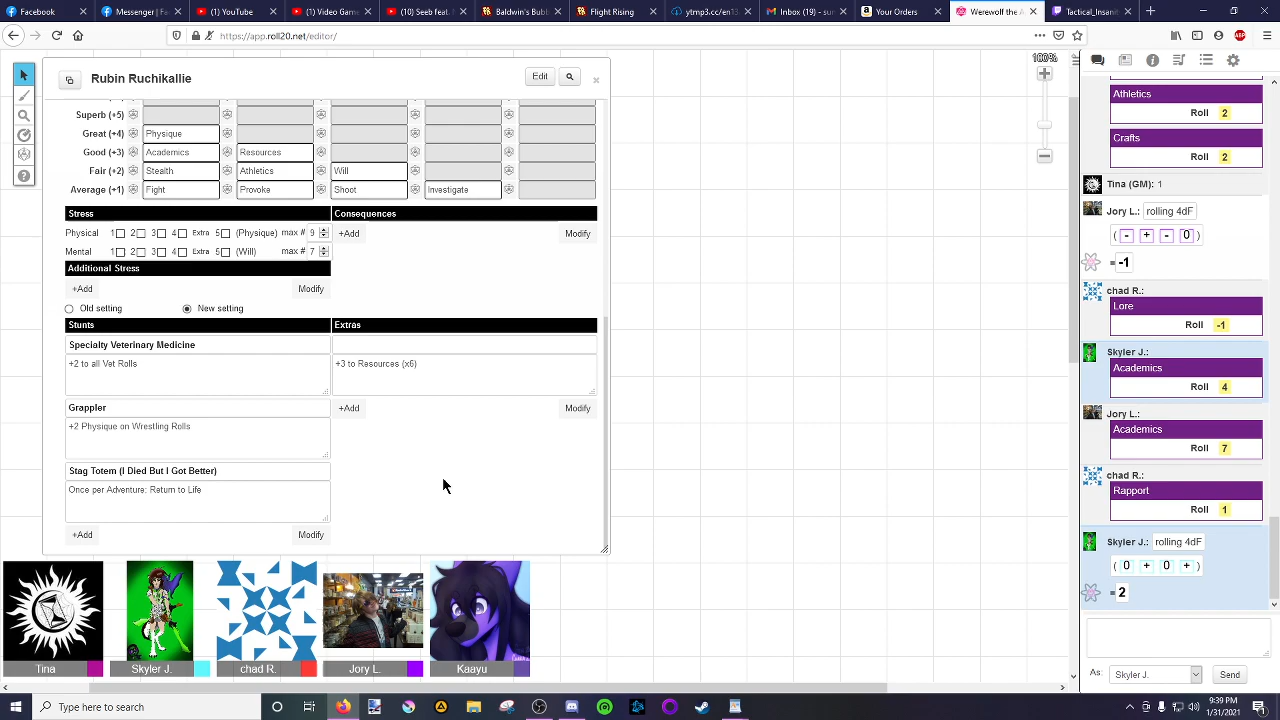 Facebook
Messenger | F
(1) YouTube
(1) Video Game
(10) Seeb feat.
Baldwin's Bubb
Flight Rising
ytmp3.cc/en13
Inbox (19) - sun
Your Orders
Werewolf the A
Tactical_Insanit
https://app.roll20.net/editor/
100%
Rubin Ruchikallie
Edit
Superb (+5)
Great (+4) Physique
Good (+3) Academics Resources
Fair (+2) Stealth Athletics Will
Average (+1) Fight Provoke Shoot Investigate
Stress Consequences
Physical 1 2 3 4 Extra 5 (Physique) max # 9
+Add Modify
Mental 1 2 3 4 Extra 5 (Will) max # 7
Additional Stress
+Add Modify
Old setting New setting
Stunts Extras
Specialty Veterinary Medicine
+2 to all Vet Rolls +3 to Resources (x6)
Grappler +Add Modify
+2 Physique on Wrestling Rolls
Stag Totem (I Died But I Got Better)
Once per Adventure: Return to Life
+Add Modify
Tina
Skyler J.
chad R.
Jory L.
Kaayu
Athletics
Roll 2
Crafts
Roll 2
Tina (GM): 1
Jory L.: rolling 4dF
( - + - 0 )
= -1
chad R.:
Lore
Roll -1
Skyler J.:
Academics
Roll 4
Jory L.:
Academics
Roll 7
chad R.:
Rapport
Roll 1
Skyler J.: rolling 4dF
( 0 + 0 + )
= 2
As: Skyler J. Send
Type here to search
9:39 PM
1/31/2021